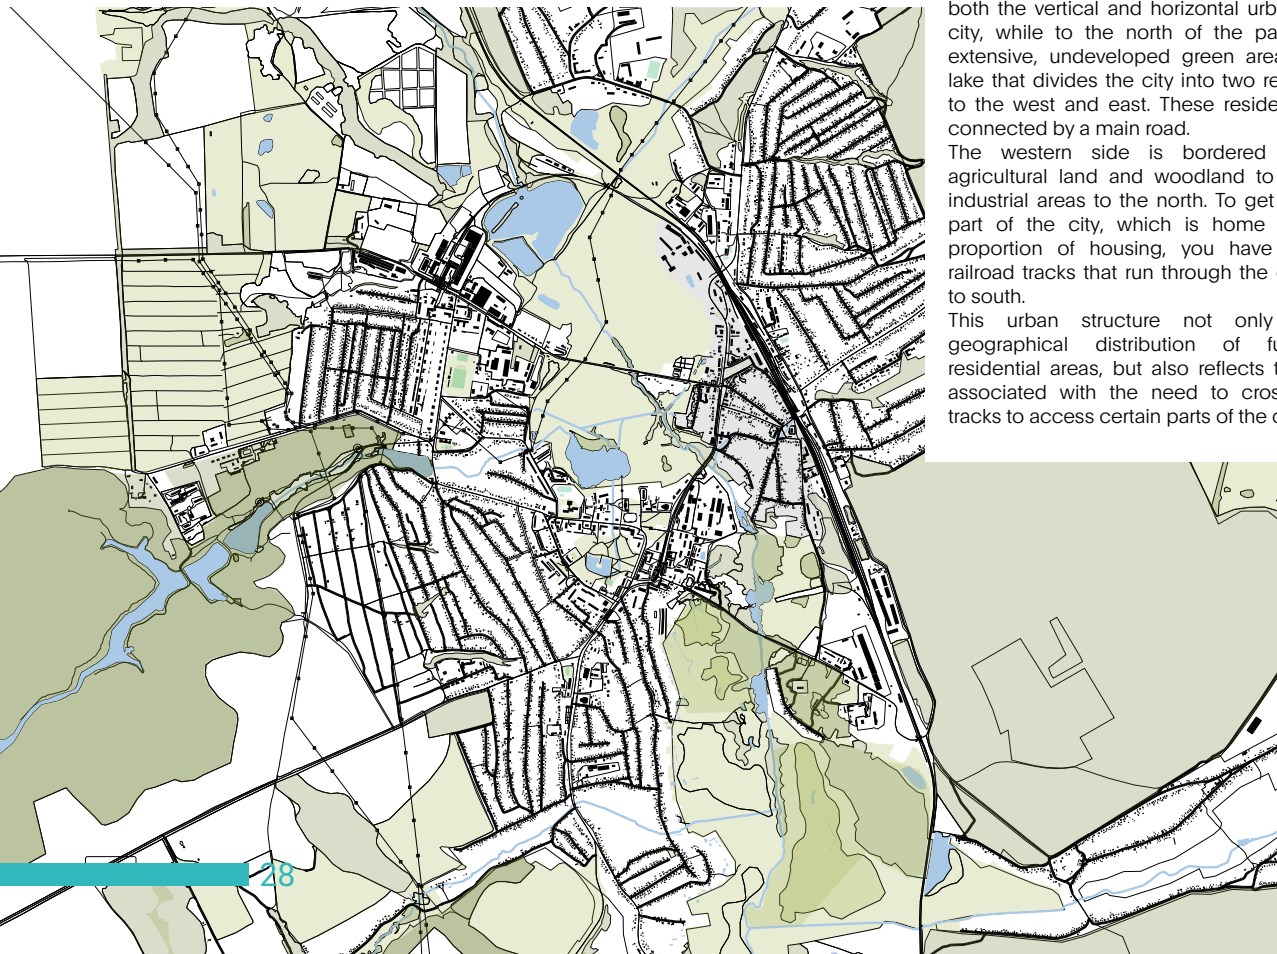 both the vertical and horizontal urb
city, while to the north of the pa
extensive, undeveloped green area
lake that divides the city into two re
to the west and east. These reside
connected by a main road.
The western side is bordered
agricultural land and woodland to
industrial areas to the north. To get
part of the city, which is home
proportion of housing, you have
railroad tracks that run through the
to south.
This urban structure not only
geographical distribution of fu
residential areas, but also reflects t
associated with the need to cros
tracks to access certain parts of the c
28